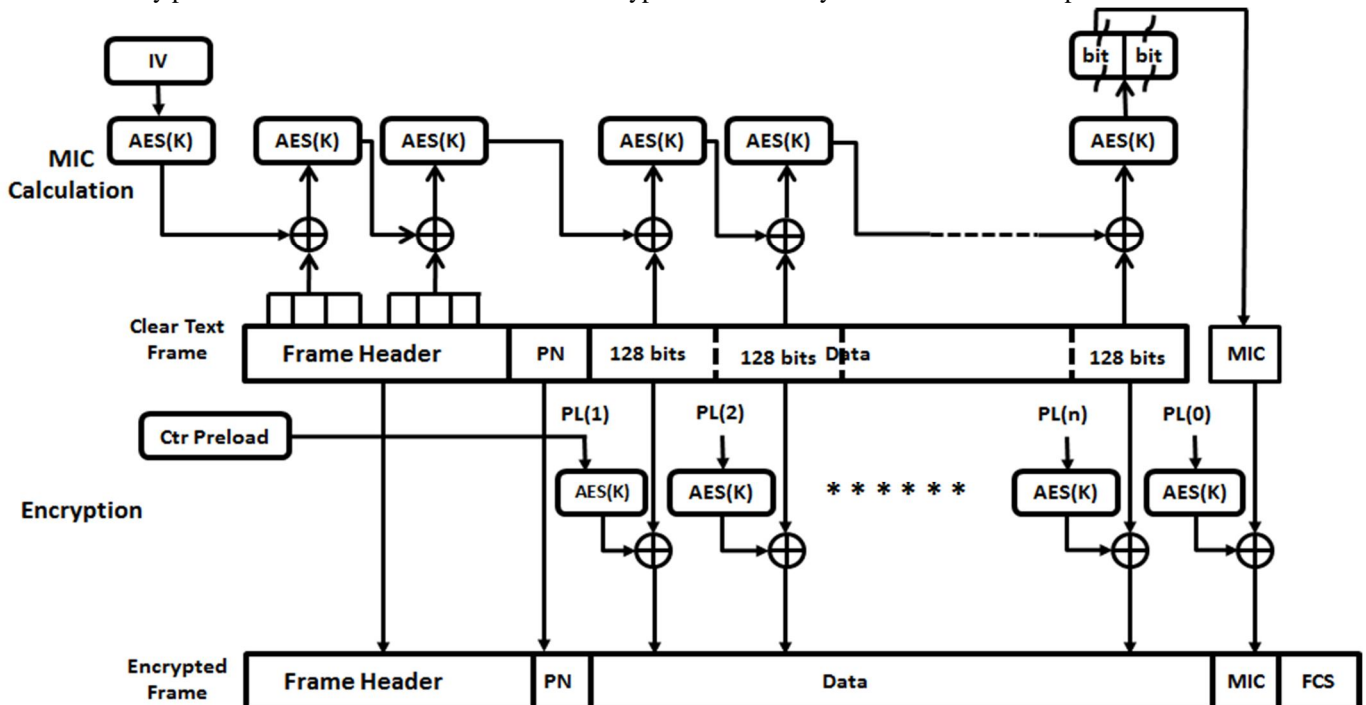 IV
bit bit
AES(K) AES(K) AES(K) AES(K) AES(K) AES(K)
MIC
Calculation
Clear Text
Frame
Frame Header PN 128 bits 128 bits Data 128 bits MIC
PL(1) PL(2) PL(n) PL(0)
Ctr Preload
AES(K) AES(K) * * * * * * AES(K) AES(K)
Encryption
Encrypted
Frame
Frame Header PN Data MIC FCS